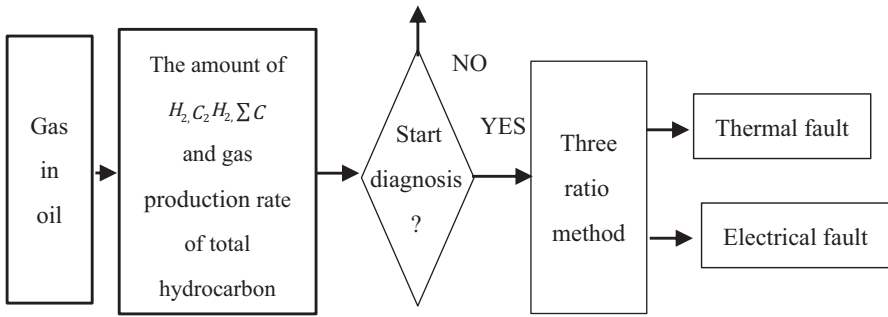 Gas
in
oil
The amount of
H₂,C₂H₂,∑C
and gas
production rate
of total
hydrocarbon
Start
diagnosis
?
NO
YES
Three
ratio
method
Thermal fault
Electrical fault